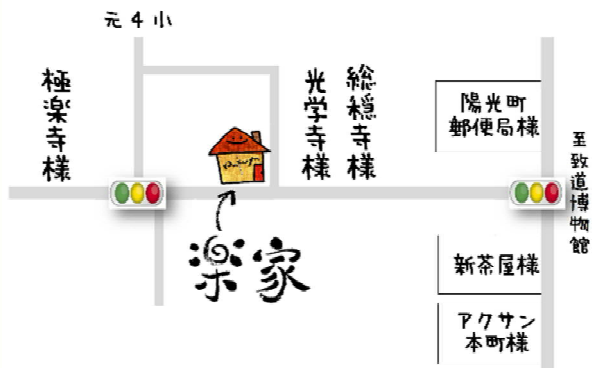 元4小
極楽寺様
光学寺様
総穏寺様
陽光町
郵便局様
至致道博物館
楽家
新茶屋様
アクサン
本町様